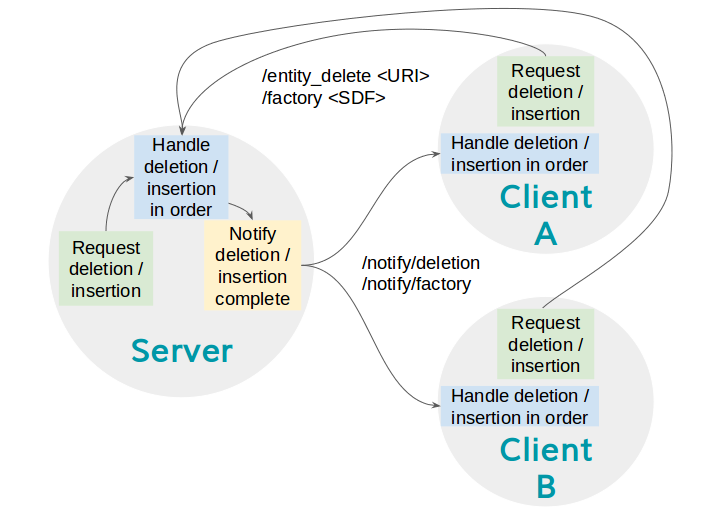 /entity_delete <URI>
/factory <SDF>
Request
deletion /
insertion
Handle deletion /
insertion in order
Client
A
Handle
deletion /
insertion
in order
Request
deletion /
insertion
Notify
deletion /
insertion
complete
Server
/notify/deletion
/notify/factory
Request
deletion /
insertion
Handle deletion /
insertion in order
Client
B